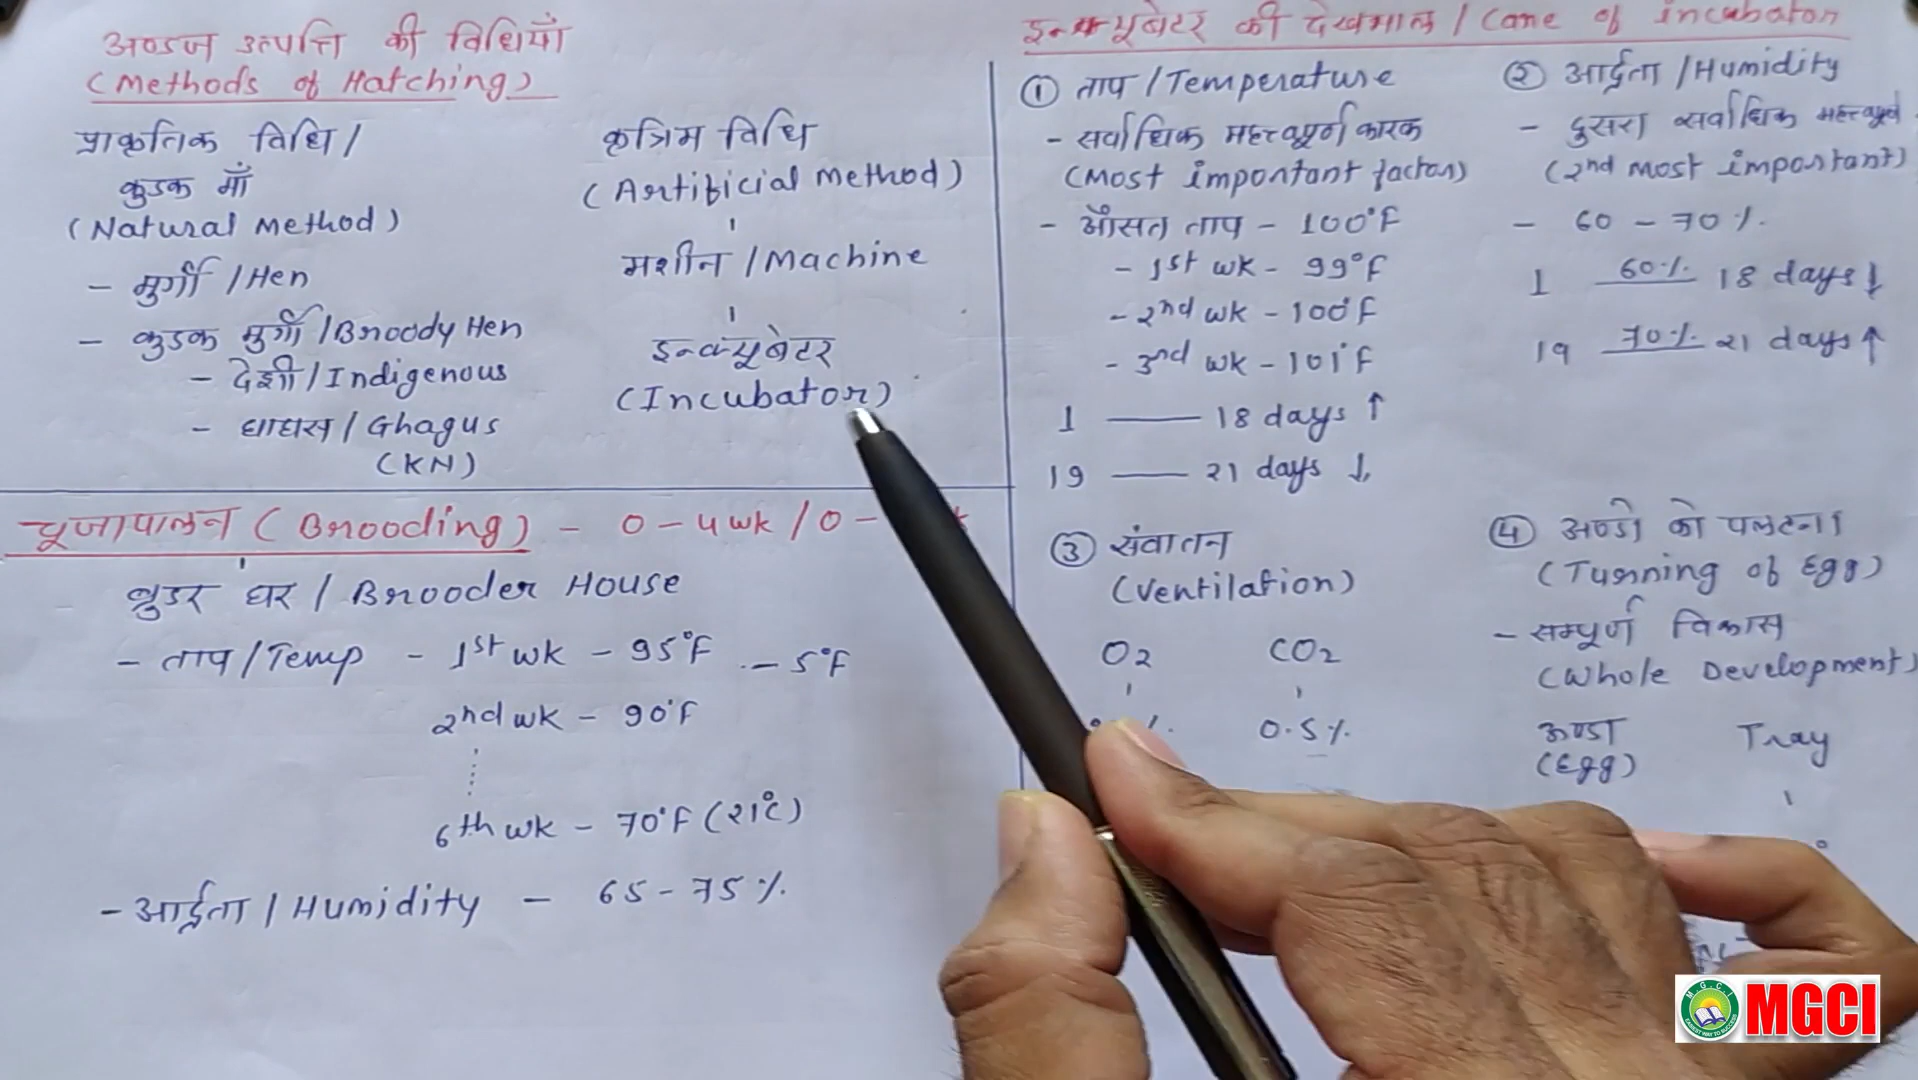 अण्डज उत्पत्ति की विधियाँ
(Methods of Hatching)
प्राकृतिक विधि /
कुडक माँ
(Natural Method)
- मुर्गी / Hen
- कुडक मुर्गी / Broody Hen
- देशी / Indigenous
- घाघस / Ghagus
(KN)
कृत्रिम विधि
(Artificial Method)
मशीन / Machine
इन्क्यूबेटर
(Incubator)
चूजापालन (Brooding) - 0-4 wk / 0-
ब्रुडर घर / Brooder House
- ताप / Temp - 1st wk - 95°F - 5°F
2nd wk - 90°F
6th wk - 70°F (21°C)
- आर्द्रता / Humidity - 65-75%
इन्क्यूबेटर की देखभाल / Care of incubator
① ताप / Temperature
- सर्वाधिक महत्वपूर्ण कारक
(Most important factor)
- औसत ताप - 100°F
- 1st wk - 99°F
- 2nd wk - 100°F
- 3rd wk - 101°F
1 — 18 days ↑
19 — 21 days ↓
② आर्द्रता / Humidity
- दुसरा सर्वाधिक महत्वपूर्ण
(2nd most important)
- 60 - 70%
1 60% 18 days ↓
19 70% 21 days ↑
③ संवातन
(Ventilation)
O2 CO2
0.5%
④ अण्डो को पलटना
(Turning of Egg)
- सम्पूर्ण विकास
(Whole Development)
अण्डा Tray
(Egg)
M.G.C.I
MGCI